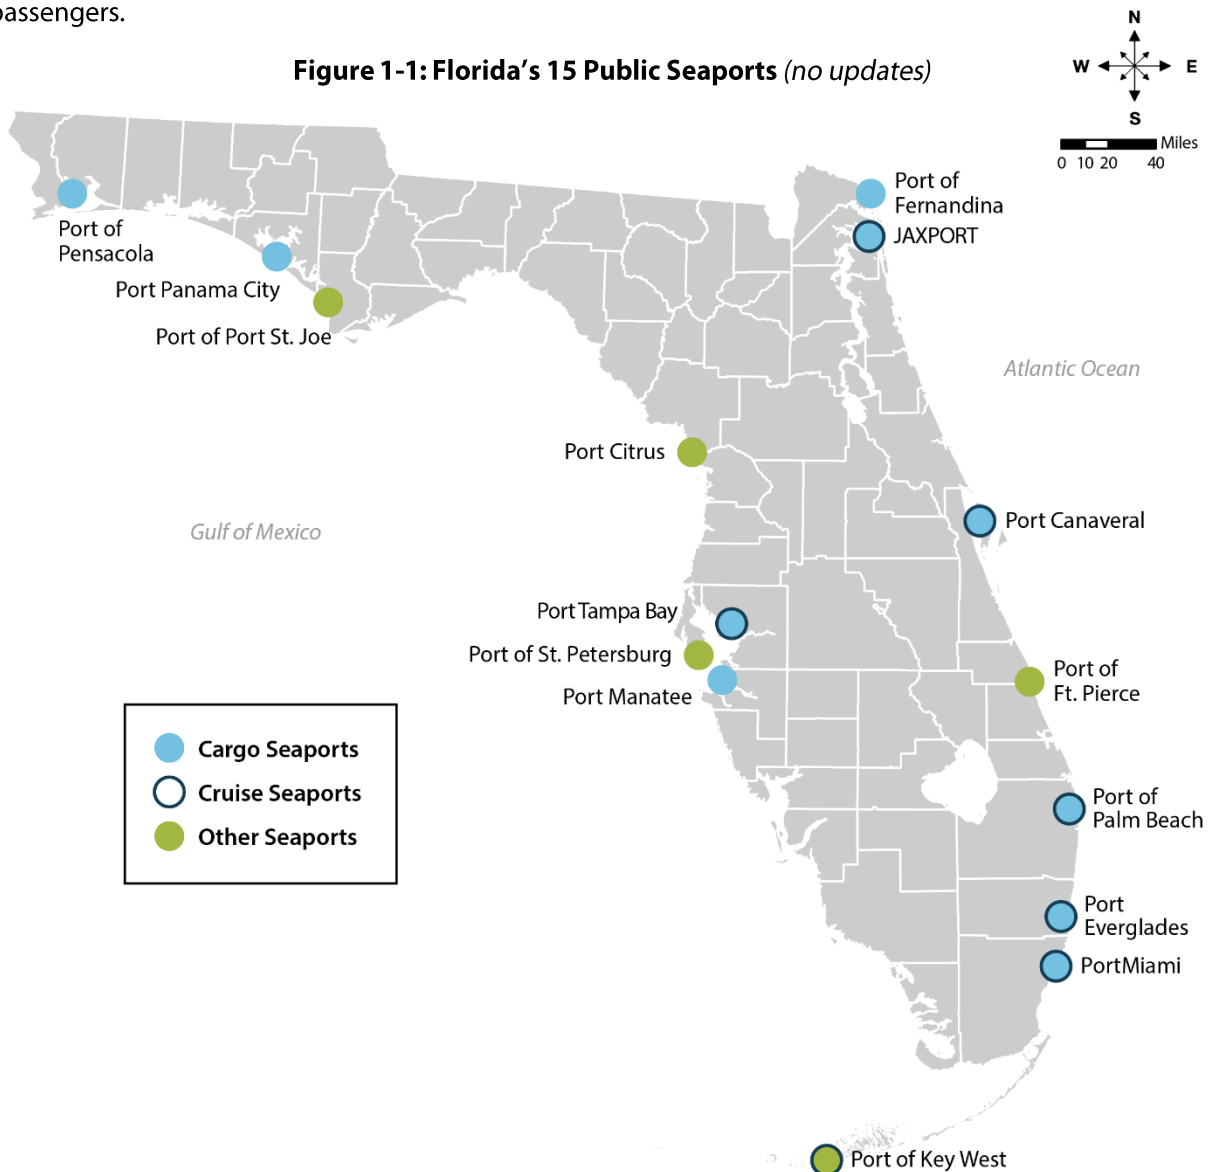 passengers.
Figure 1-1: Florida's 15 Public Seaports (no updates)
N
W E
S
Miles
0 10 20 40
Port of
Fernandina
JAXPORT
Port of
Pensacola
Port Panama City
Port of Port St. Joe
Atlantic Ocean
Port Citrus
Gulf of Mexico
Port Canaveral
Port Tampa Bay
Port of St. Petersburg
Port Manatee
Port of
Ft. Pierce
Cargo Seaports
Cruise Seaports
Other Seaports
Port of
Palm Beach
Port
Everglades
PortMiami
Port of Key West